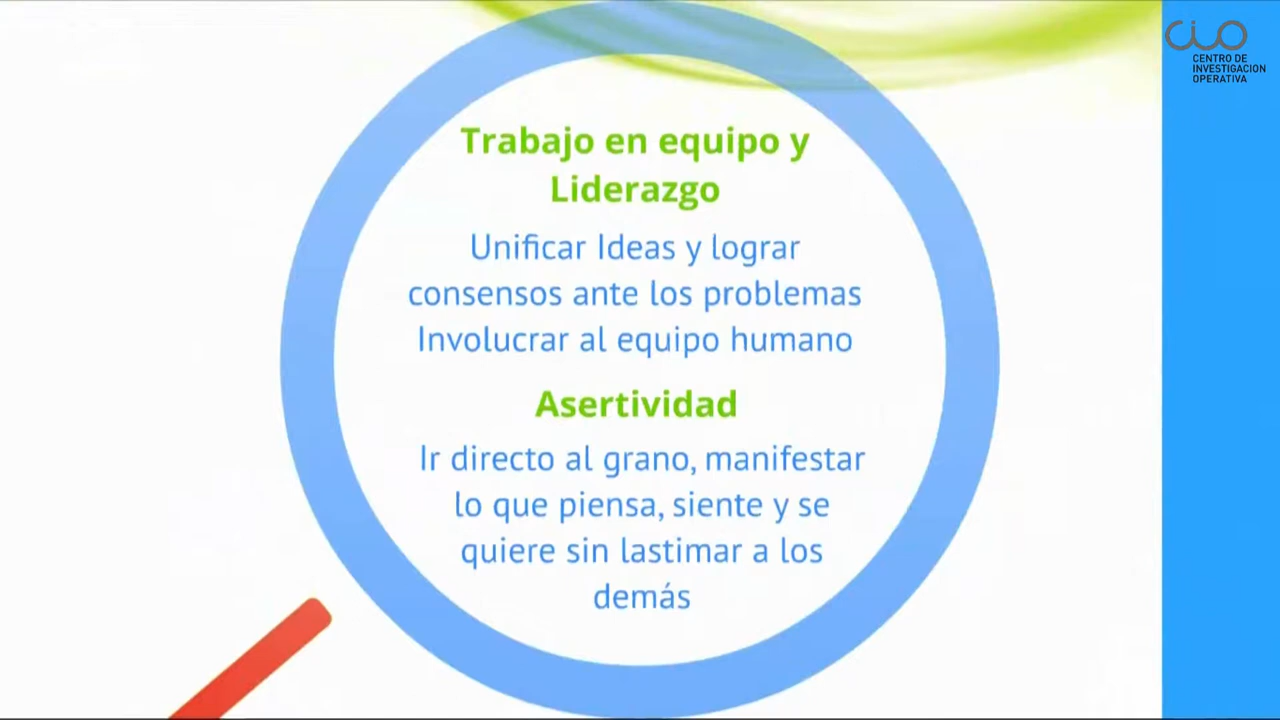 CIO
CENTRO DE
INVESTIGACION
OPERATIVA
Trabajo en equipo y
Liderazgo
Unificar Ideas y lograr
consensos ante los problemas
Involucrar al equipo humano
Asertividad
Ir directo al grano, manifestar
lo que piensa, siente y se
quiere sin lastimar a los
demás